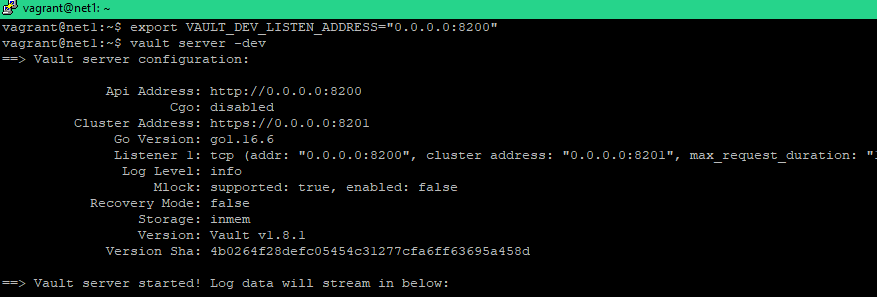 vagrant@net1: ~
vagrant@net1:~$ export VAULT_DEV_LISTEN_ADDRESS="0.0.0.0:8200"
vagrant@net1:~$ vault server -dev
==> Vault server configuration:
Api Address: http://0.0.0.0:8200
Cgo: disabled
Cluster Address: https://0.0.0.0:8201
Go Version: go1.16.6
Listener 1: tcp (addr: "0.0.0.0:8200", cluster address: "0.0.0.0:8201", max_request_duration: "
Log Level: info
Mlock: supported: true, enabled: false
Recovery Mode: false
Storage: inmem
Version: Vault v1.8.1
Version Sha: 4b0264f28defc05454c31277cfa6ff63695a458d
==> Vault server started! Log data will stream in below: